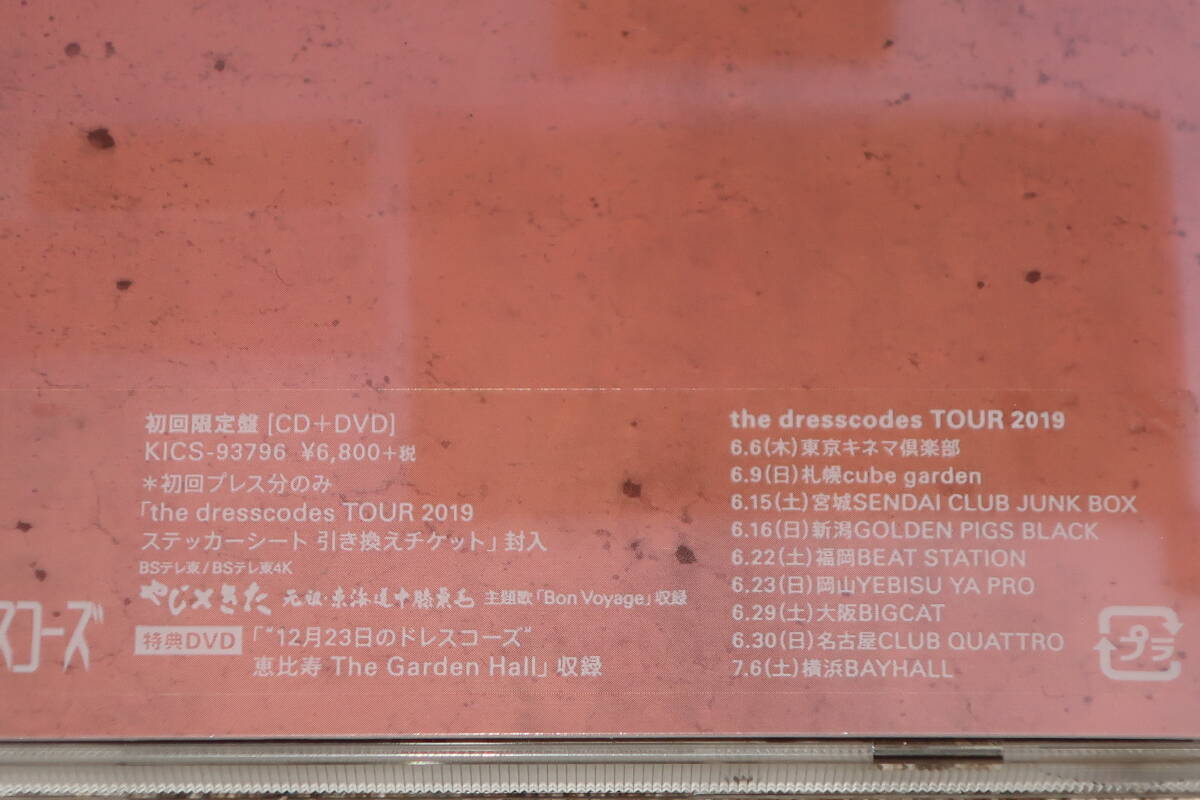 初回限定盤 [CD+DVD]
KICS-93796 ¥6,800+税
＊初回プレス分のみ
「the dresscodes TOUR 2019
ステッカーシート 引き換えチケット」封入
BSテレ東/BSテレ東4K
やじ×きた 元祖・東海道中膝栗毛 主題歌「Bon Voyage」収録
特典DVD 「“12月23日のドレスコーズ“
恵比寿 The Garden Hall」収録
スコーズ
the dresscodes TOUR 2019
6.6(木)東京キネマ倶楽部
6.9(日)札幌cube garden
6.15(土)宮城SENDAI CLUB JUNK BOX
6.16(日)新潟GOLDEN PIGS BLACK
6.22(土)福岡BEAT STATION
6.23(日)岡山YEBISU YA PRO
6.29(土)大阪BIGCAT
6.30(日)名古屋CLUB QUATTRO
7.6(土)横浜BAYHALL
プラ